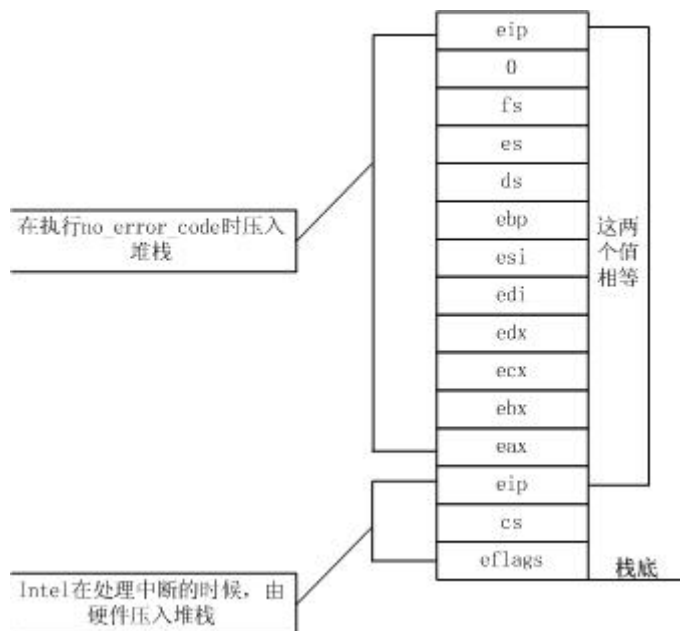 eip
0
fs
es
ds
ebp
esi
edi
edx
ecx
ebx
eax
eip
cs
eflags
在执行no_error_code时压入
堆栈
这两
个值
相等
Intel在处理中断的时候，由
硬件压入堆栈
栈底